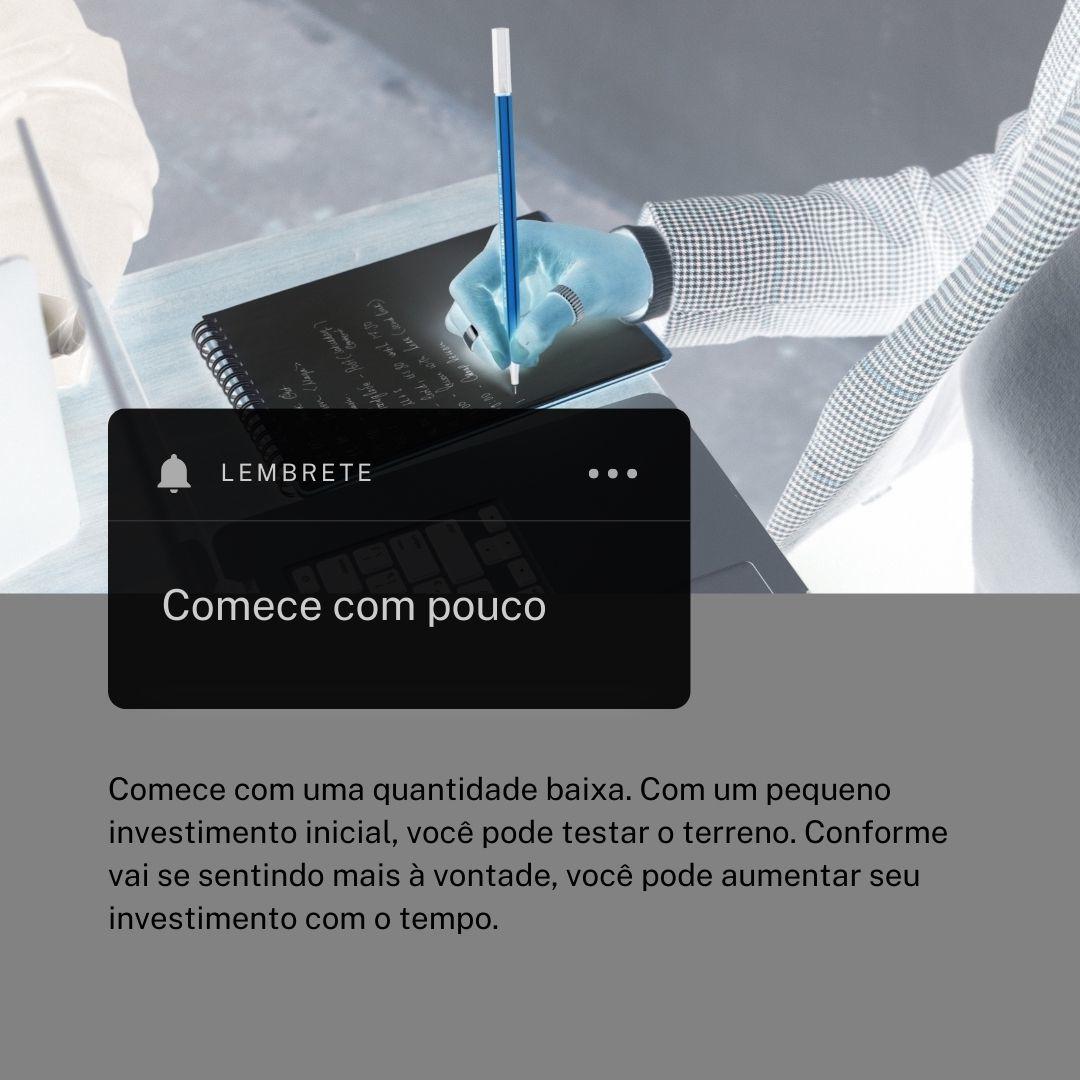 LEMBRETE
Comece com pouco
Comece com uma quantidade baixa. Com um pequeno
investimento inicial, você pode testar o terreno. Conforme
vai se sentindo mais à vontade, você pode aumentar seu
investimento com o tempo.